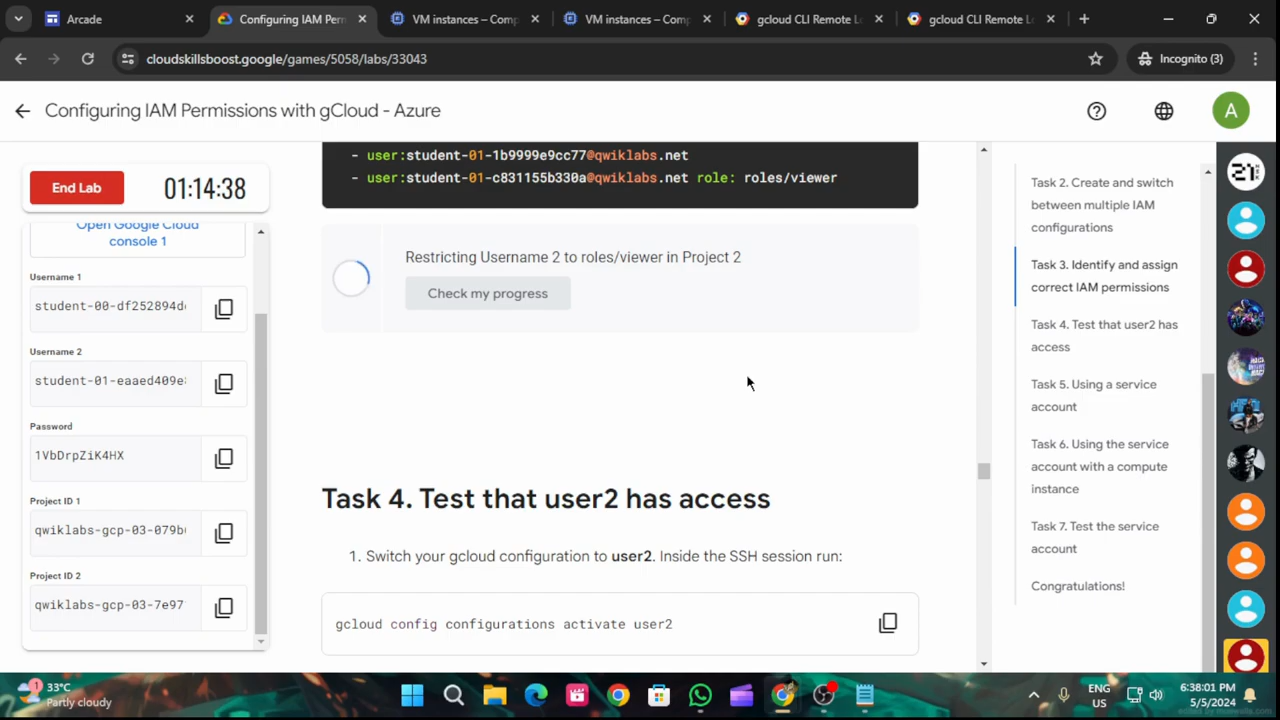 Arcade
Configuring IAM Perm
VM instances – Comp
VM instances – Comp
gcloud CLI Remote Lo
gcloud CLI Remote Lo
cloudskillsboost.google/games/5058/labs/33043
Incognito (3)
Configuring IAM Permissions with gCloud - Azure
A
End Lab
01:14:38
Open Google Cloud
console 1
Username 1
student-00-df252894d
Username 2
student-01-eaaed409e
Password
1VbDrpZiK4HX
Project ID 1
qwiklabs-gcp-03-079b
Project ID 2
qwiklabs-gcp-03-7e97
- user:student-01-1b9999e9cc77@qwiklabs.net
- user:student-01-c831155b330a@qwiklabs.net role: roles/viewer
Restricting Username 2 to roles/viewer in Project 2
Check my progress
Task 4. Test that user2 has access
1. Switch your gcloud configuration to user2. Inside the SSH session run:
gcloud config configurations activate user2
Task 2. Create and switch
between multiple IAM
configurations
Task 3. Identify and assign
correct IAM permissions
Task 4. Test that user2 has
access
Task 5. Using a service
account
Task 6. Using the service
account with a compute
instance
Task 7. Test the service
account
Congratulations!
21
1
33°C
Partly cloudy
ENG
US
6:38:01 PM
5/5/2024